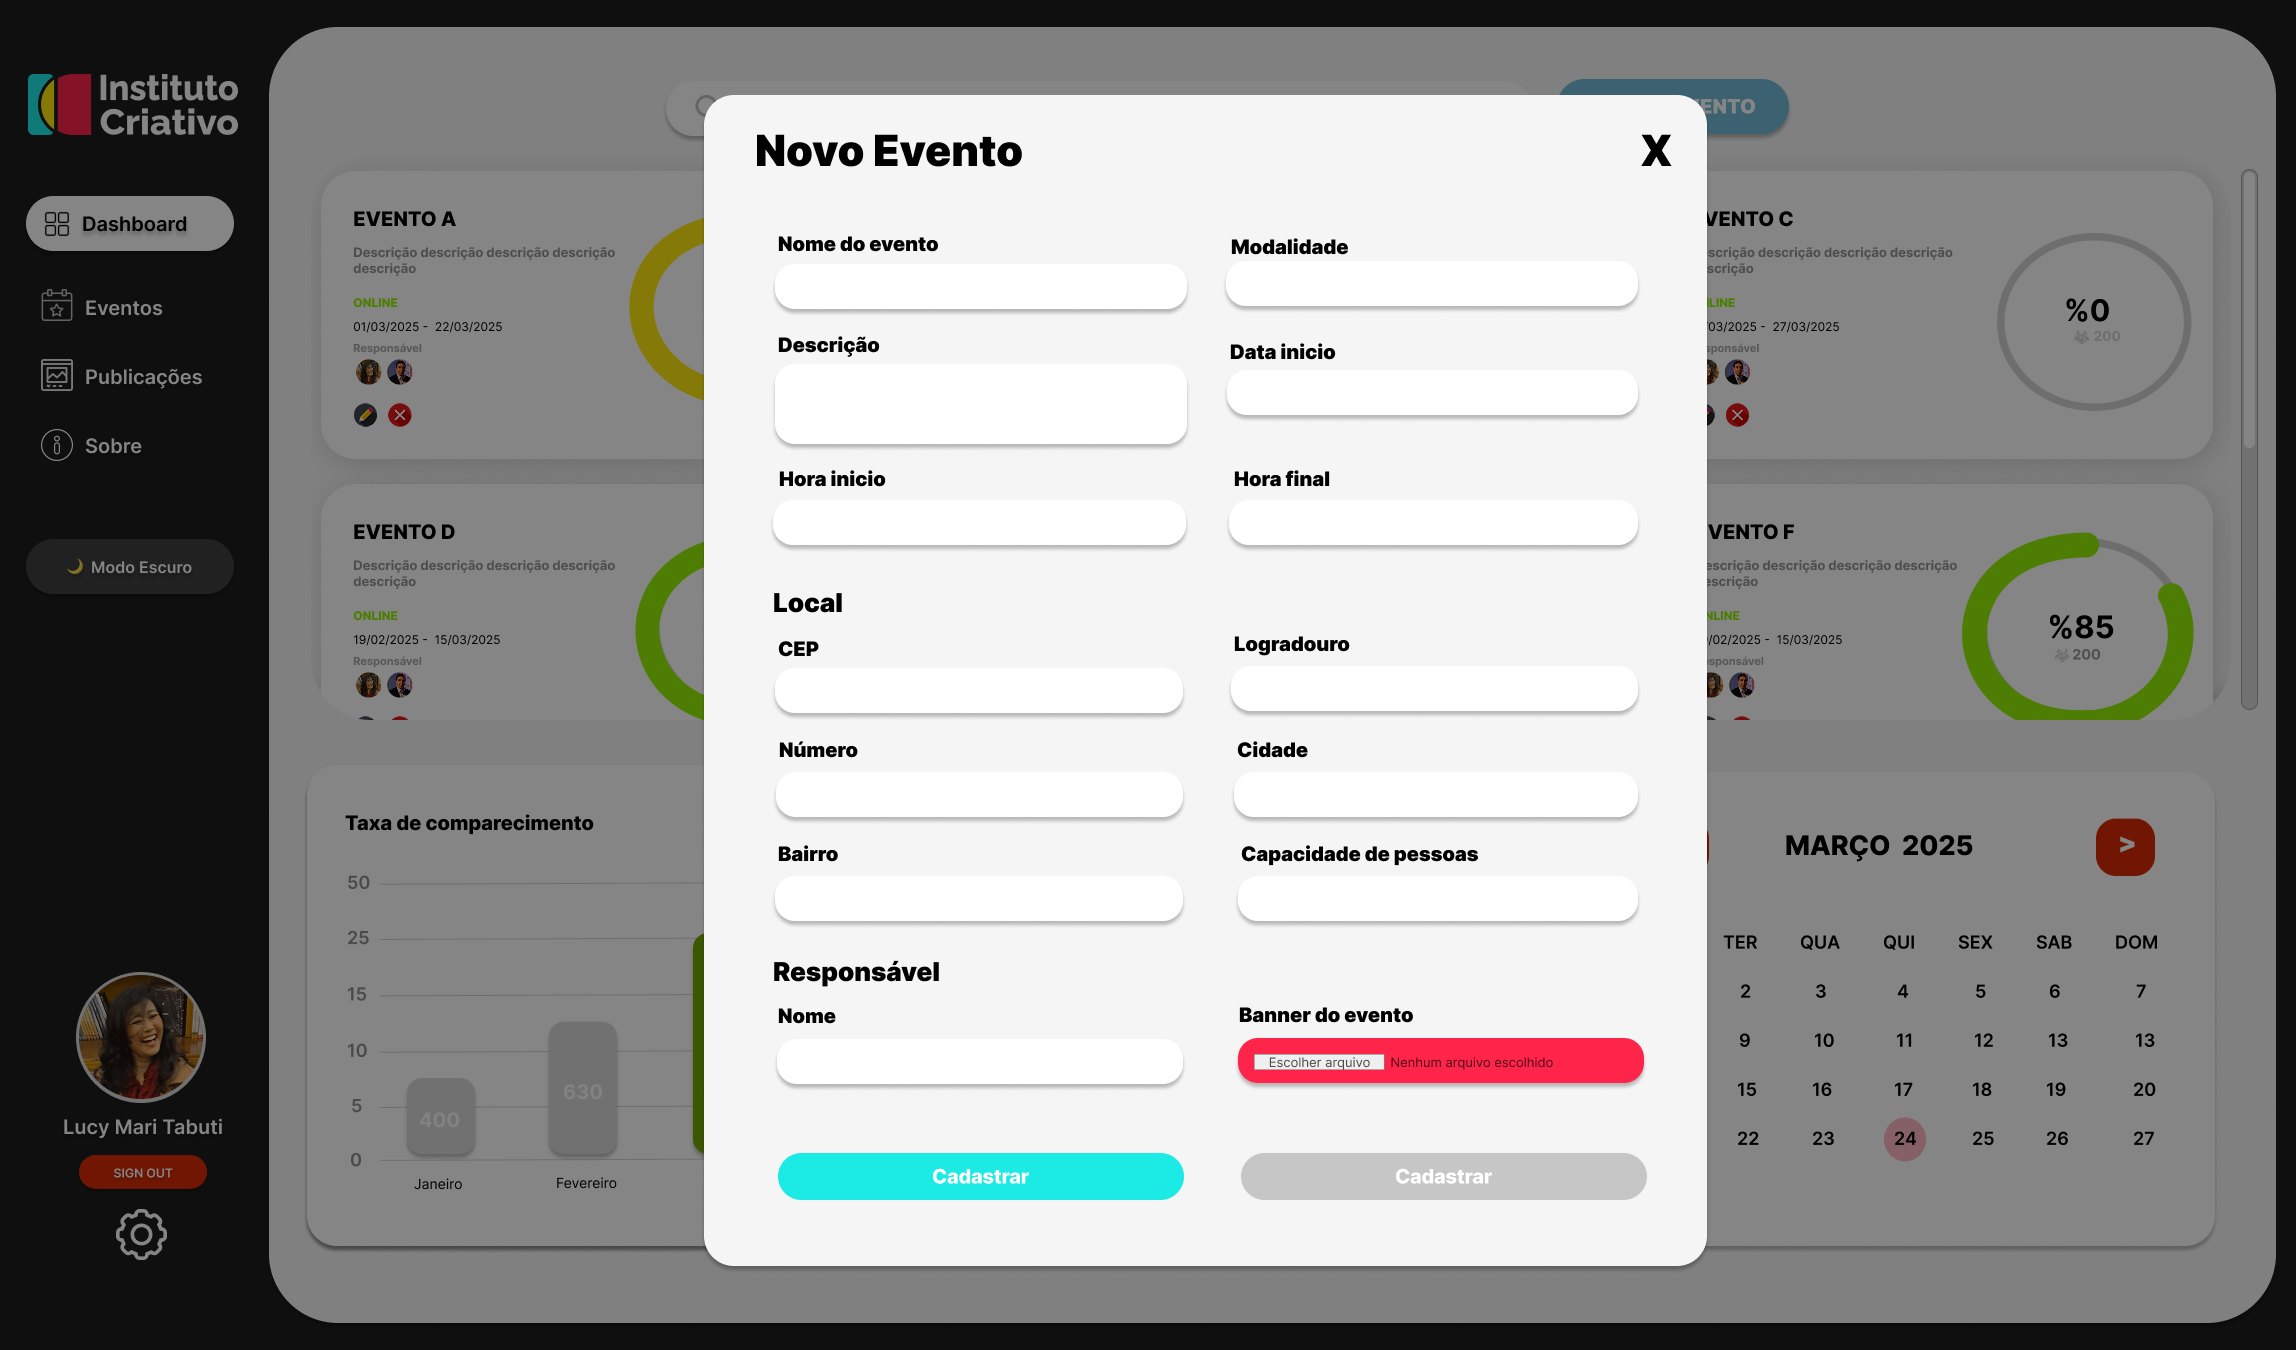 Instituto
Criativo
Dashboard
Eventos
Publicações
Sobre
Modo Escuro
Lucy Mari Tabuti
SIGN OUT
ENTO
EVENTO A
Descrição descrição descrição descrição
descrição
ONLINE
01/03/2025 - 22/03/2025
Responsável
EVENTO D
Descrição descrição descrição descrição
descrição
ONLINE
19/02/2025 - 15/03/2025
Responsável
Taxa de comparecimento
50
25
15
10
5
0
400
630
Janeiro
Fevereiro
Novo Evento
X
Nome do evento
Modalidade
Descrição
Data inicio
Hora inicio
Hora final
Local
CEP
Logradouro
Número
Cidade
Bairro
Capacidade de pessoas
Responsável
Nome
Banner do evento
Escolher arquivo Nenhum arquivo escolhido
Cadastrar
Cadastrar
VENTO C
scrição descrição descrição descrição
scrição
LINE
/03/2025 - 27/03/2025
sponsável
%0
200
VENTO F
escrição descrição descrição descrição
escrição
NLINE
/02/2025 - 15/03/2025
esponsável
%85
200
MARÇO 2025
>
TER QUA QUI SEX SAB DOM
2 3 4 5 6 7
9 10 11 12 13 13
15 16 17 18 19 20
22 23 24 25 26 27